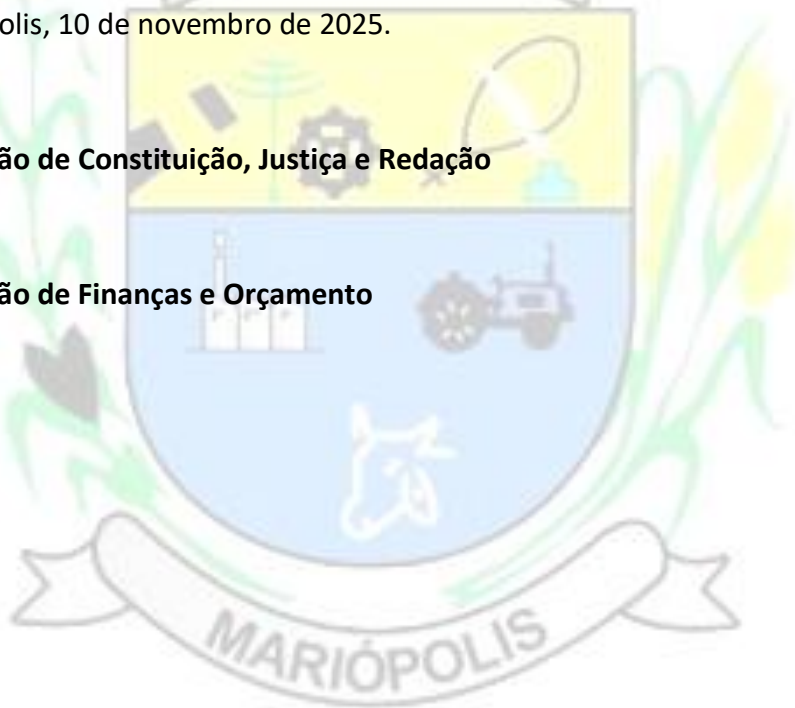 olis, 10 de novembro de 2025.
ão de Constituição, Justiça e Redação
ão de Finanças e Orçamento
MARIÓPOLIS